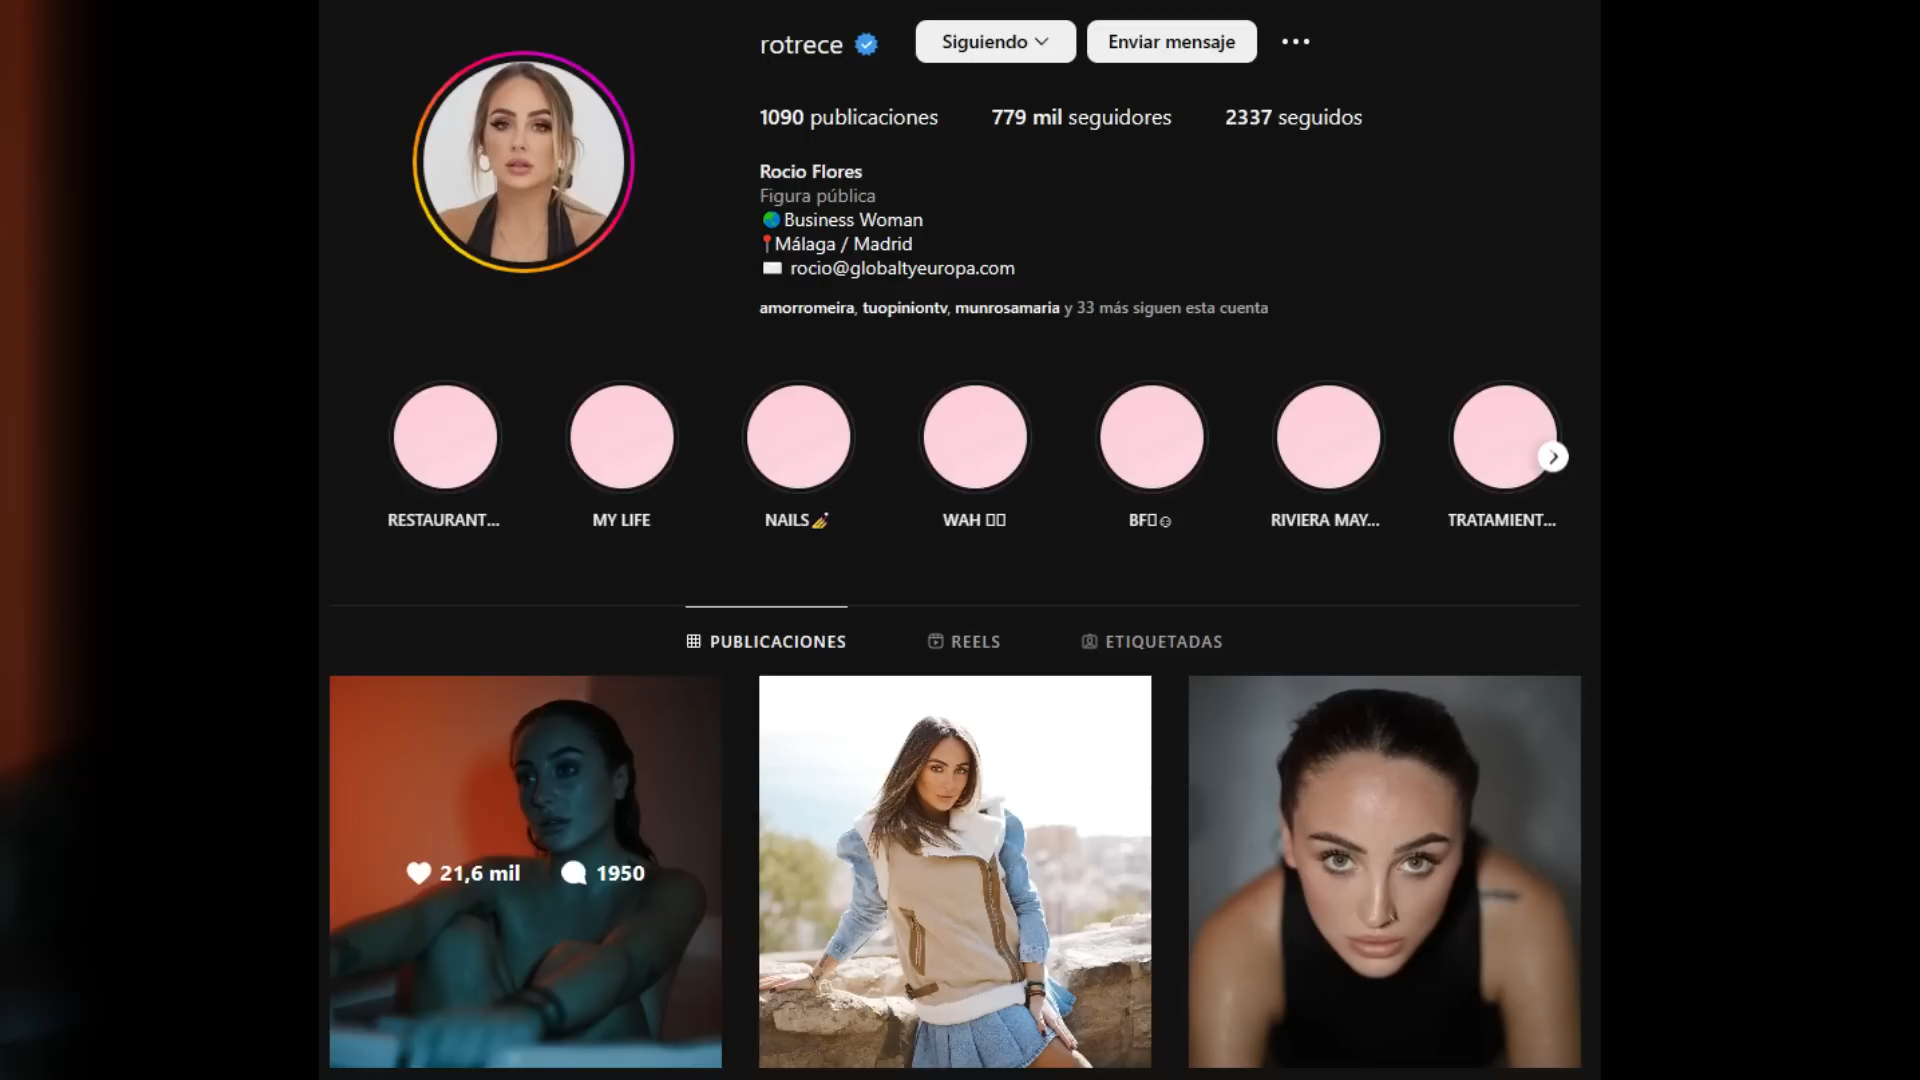 rotrece
Siguiendo
Enviar mensaje
1090 publicaciones
779 mil seguidores
2337 seguidos
Rocio Flores
Figura pública
🌏Business Woman
📍Málaga / Madrid
✉️ rocio@globaltyeuropa.com
amorromeira, tuopiniontv, munrosamaria y 33 más siguen esta cuenta
RESTAURANT...
MY LIFE
NAILS💅
WAH
BF
RIVIERA MAY...
TRATAMIENT...
PUBLICACIONES
REELS
ETIQUETADAS
21,6 mil
1950